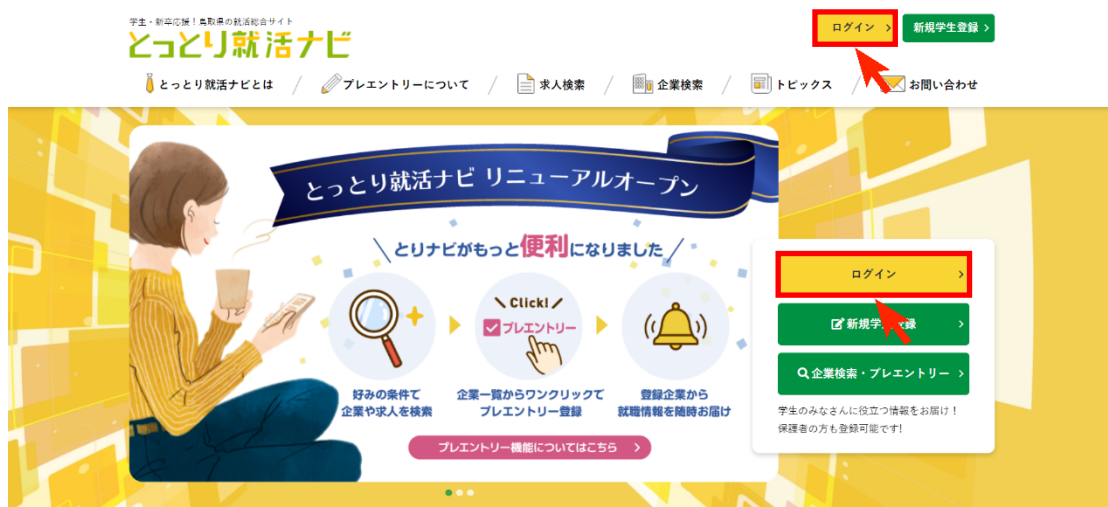 学生・新卒応援！鳥取県の就活総合サイト
とっとり就活ナビ
ログイン
新規学生登録
とっとり就活ナビとは
プレエントリーについて
求人検索
企業検索
トピックス
お問い合わせ
とっとり就活ナビ リニューアルオープン
とりナビがもっと便利になりました
Click!
プレエントリー
好みの条件で
企業や求人を検索
企業一覧からワンクリックで
プレエントリー登録
登録企業から
就職情報を随時お届け
プレエントリー機能についてはこちら
ログイン
新規学登録
企業検索・プレエントリー
学生のみなさんに役立つ情報をお届け！
保護者の方も登録可能です!